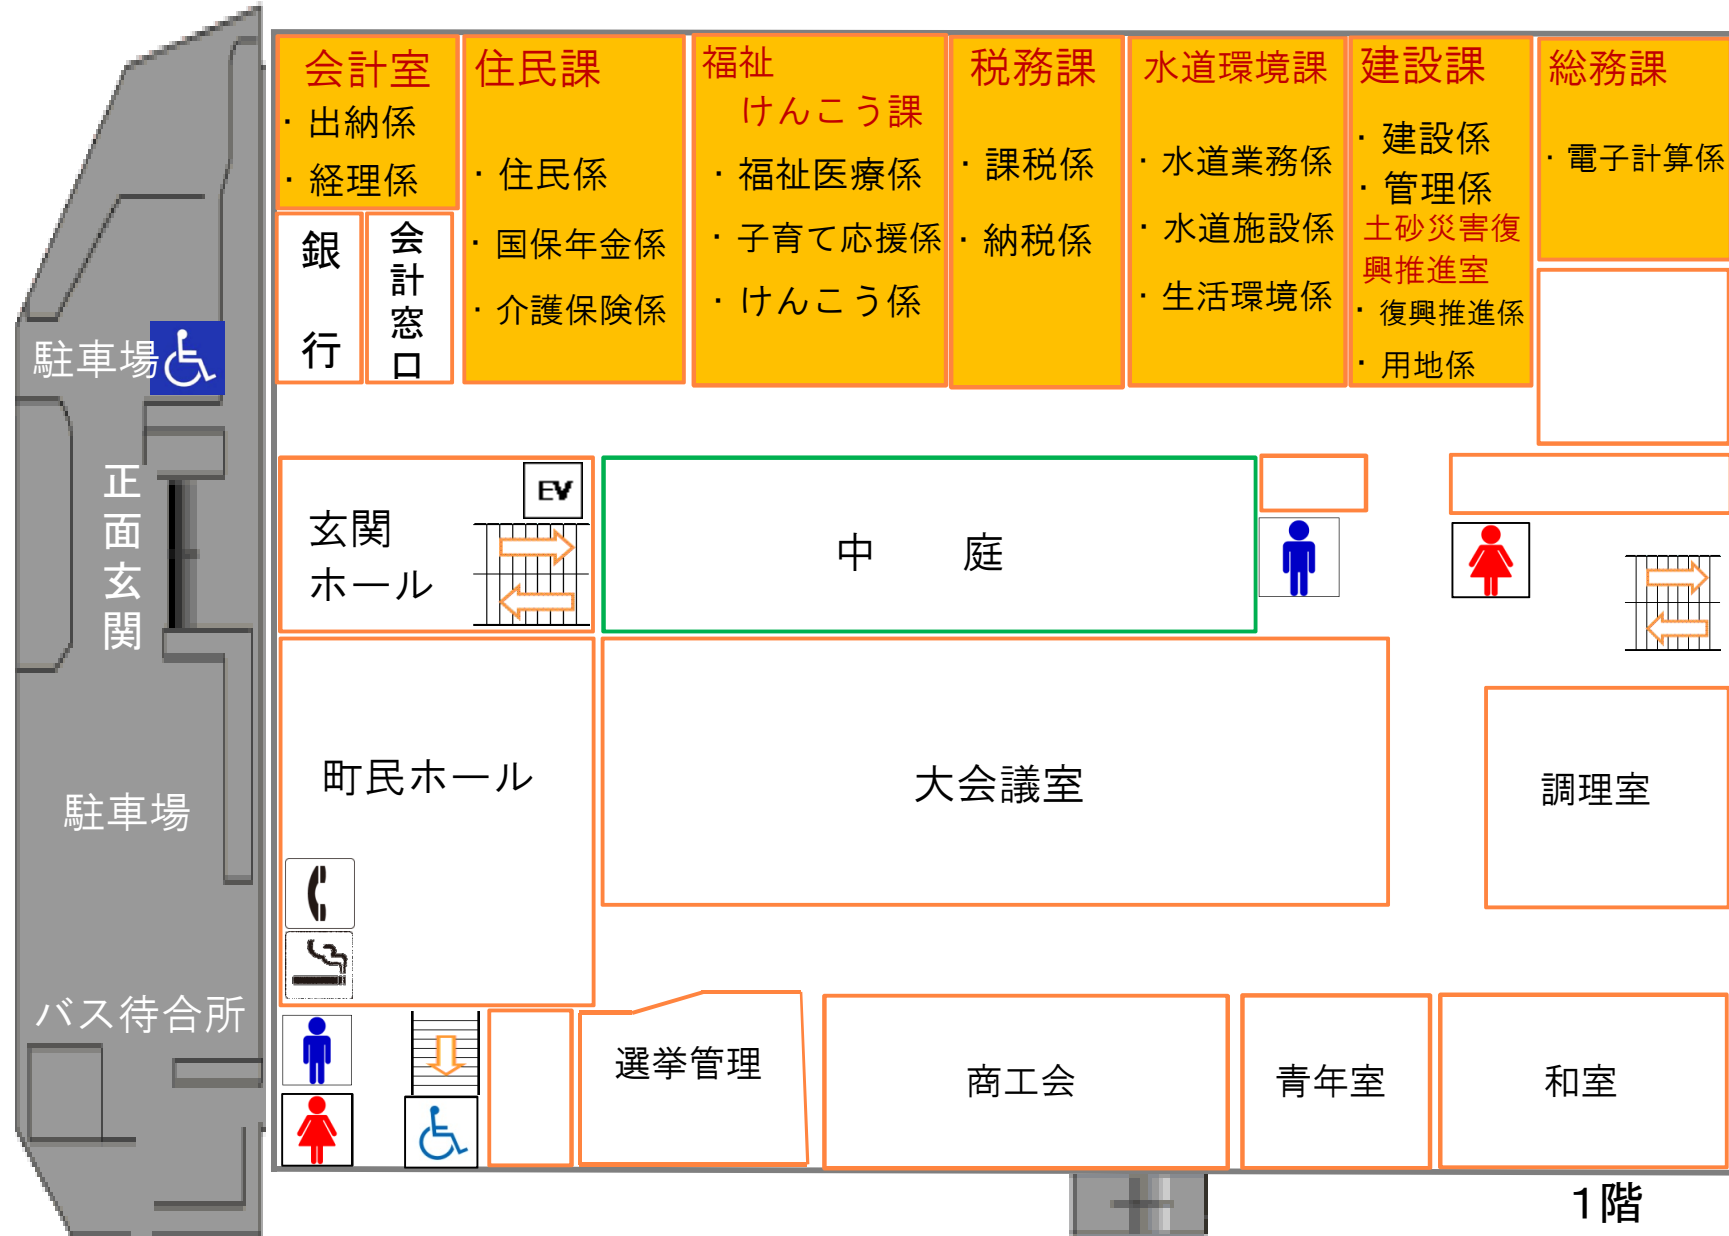 会計室
・出納係
・経理係
銀行
会計窓口
住民課
・住民係
・国保年金係
・介護保険係
福祉
けんこう課
・福祉医療係
・子育て応援係
・けんこう係
税務課
・課税係
・納税係
水道環境課
・水道業務係
・水道施設係
・生活環境係
建設課
・建設係
・管理係
土砂災害復
興推進室
・復興推進係
・用地係
総務課
・電子計算係
駐車場
正面玄関
玄関
ホール
EV
中　庭
町民ホール
大会議室
調理室
駐車場
バス待合所
選挙管理
商工会
青年室
和室
1階